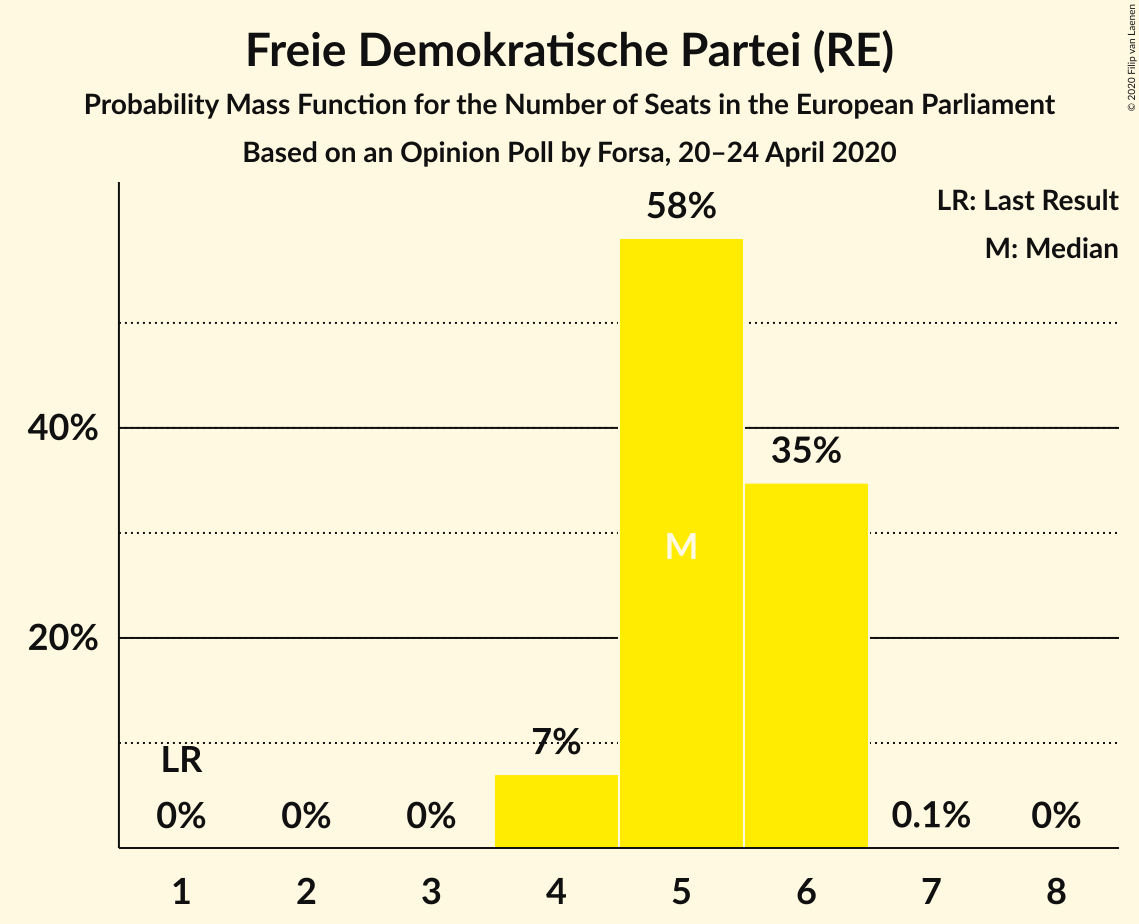 Freie Demokratische Partei (RE)
Probability Mass Function for the Number of Seats in the European Parliament
Based on an Opinion Poll by Forsa, 20–24 April 2020
© 2020 Filip van Laenen
LR: Last Result
M: Median
58%
40%
35%
M
20%
7%
LR
0% 0% 0% 0.1% 0%
1 2 3 4 5 6 7 8